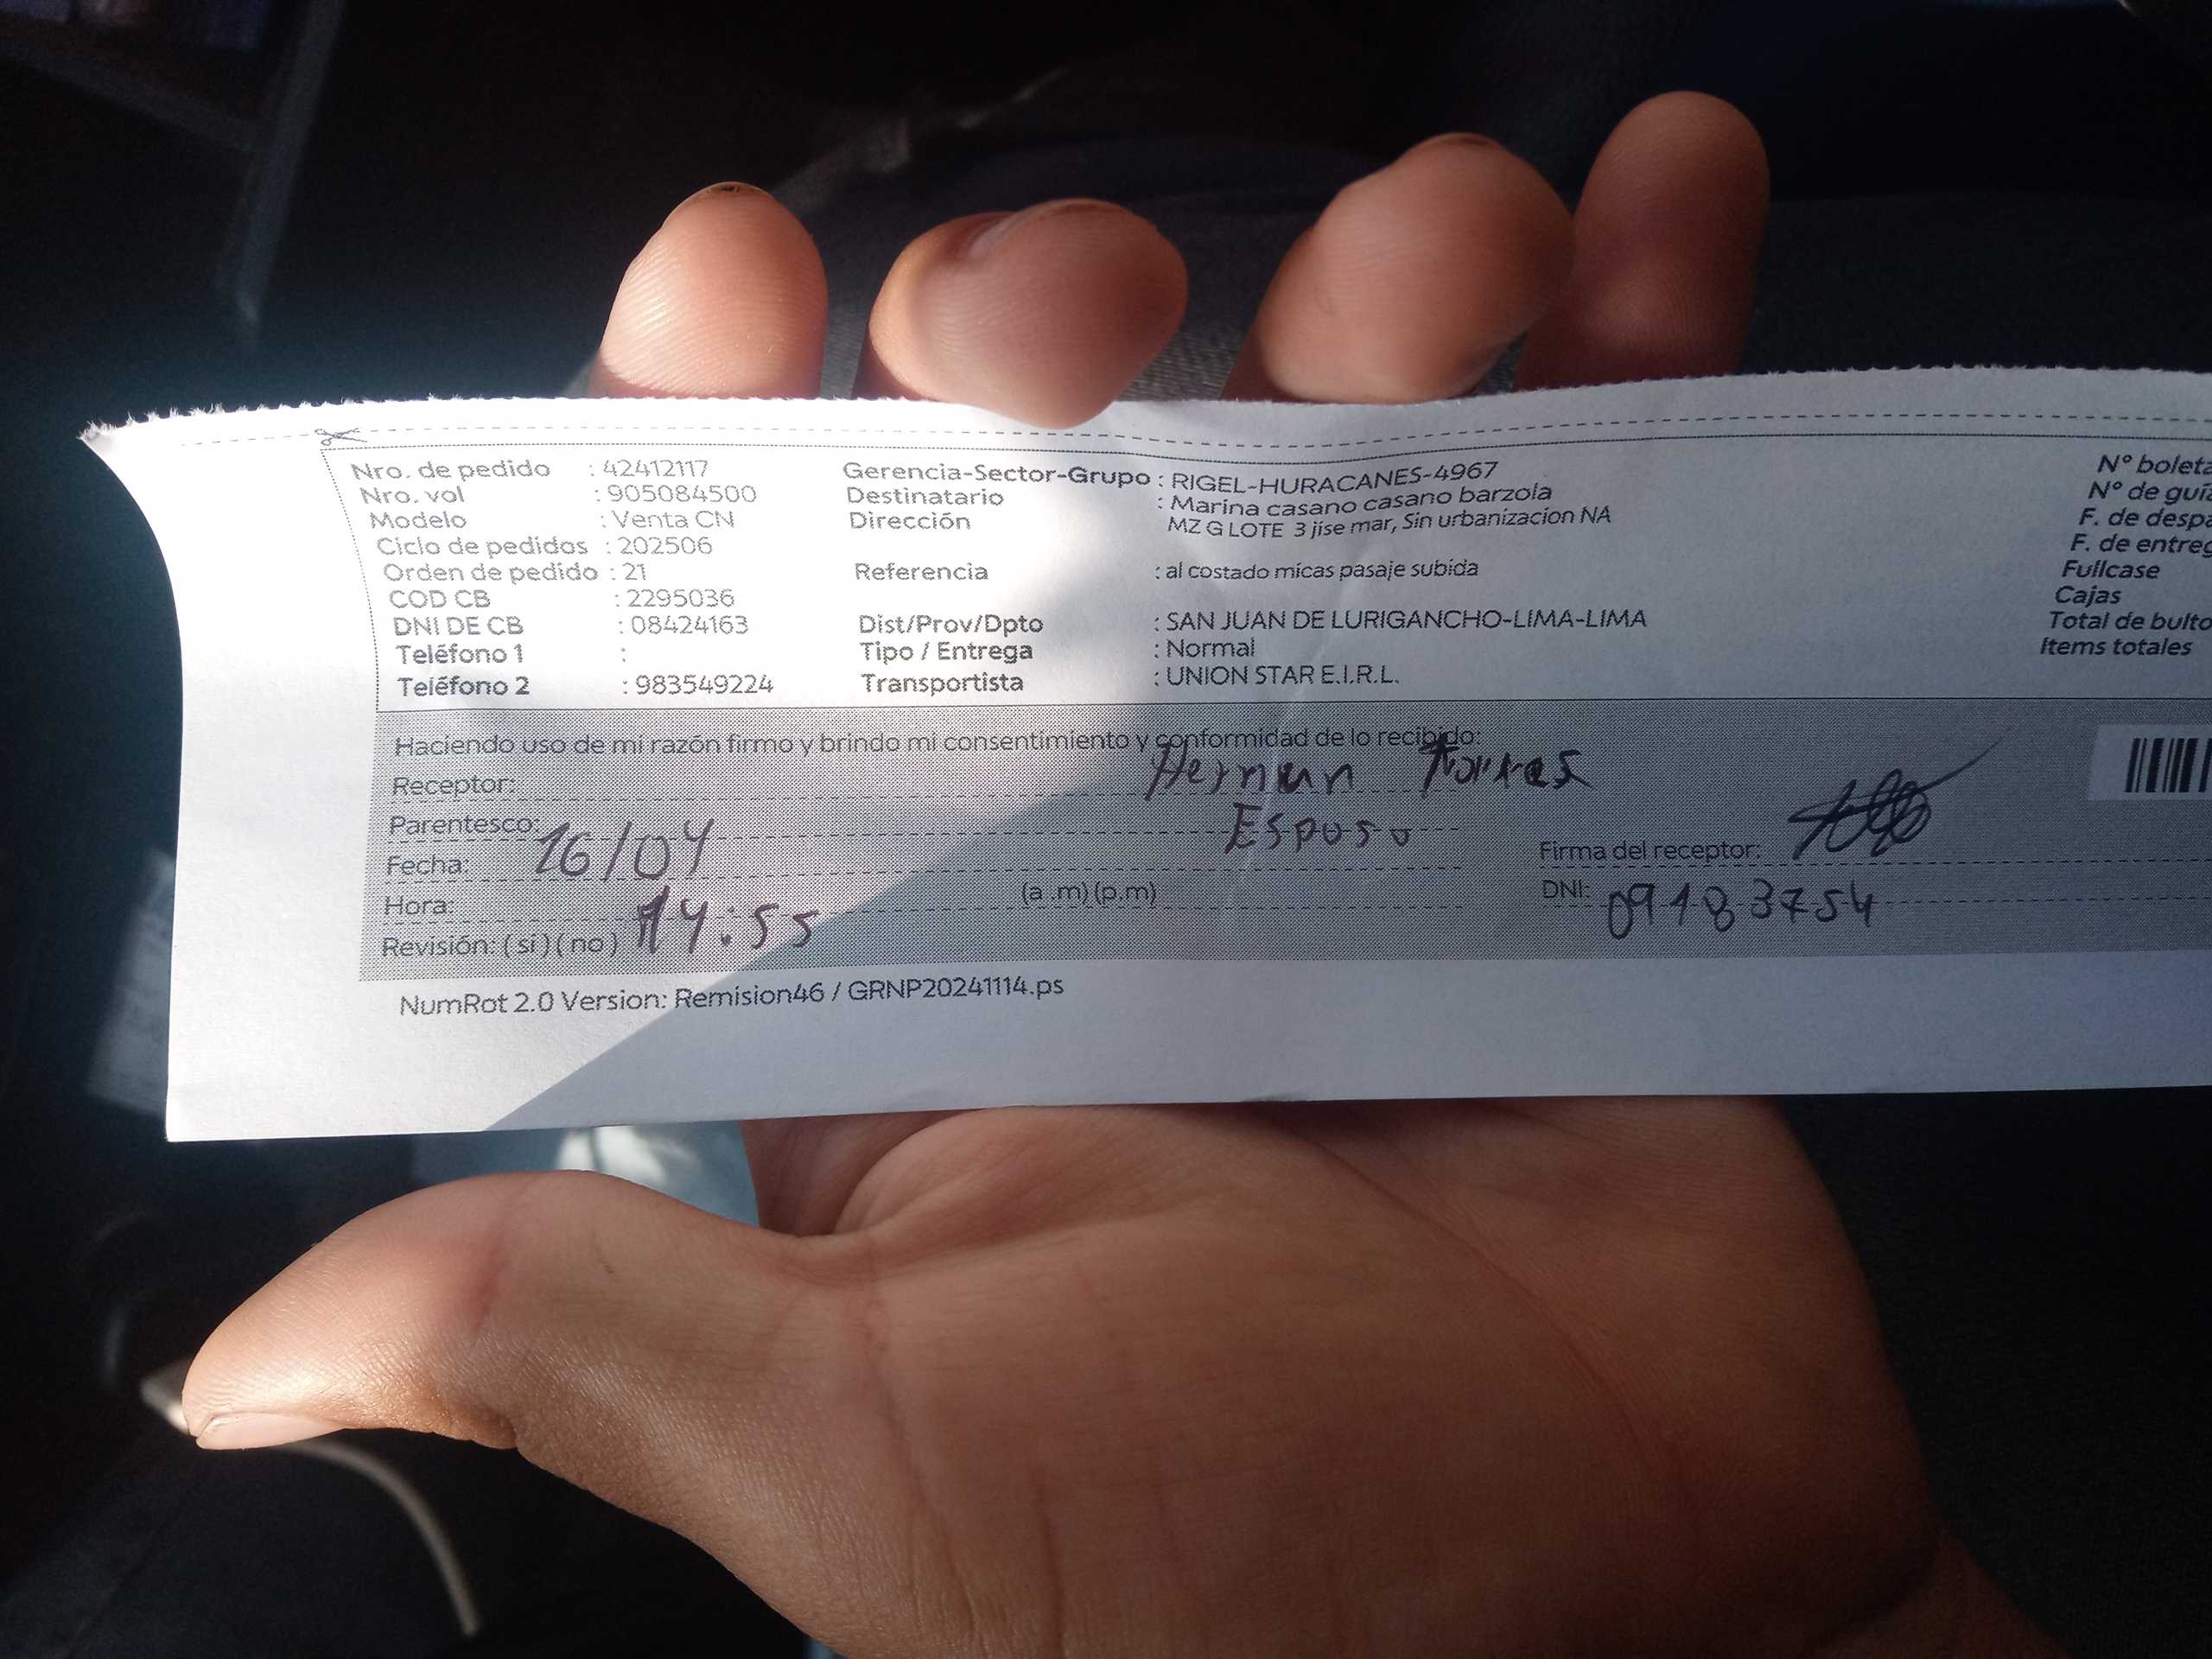 Nro. de pedido : 42412117
Nro. vol : 905084500
Modelo : Venta CN
Ciclo de pedidos : 202506
Orden de pedido : 21
COD CB : 2295036
DNI DE CB : 08424163
Teléfono 1 :
Teléfono 2 : 983549224
Gerencia-Sector-Grupo : RIGEL-HURACANES-4967
Destinatario : Marina casano barzola
Dirección MZ G LOTE 3 jise mar, Sin urbanizacion NA
Referencia : al costado micas pasaje subida
Dist/Prov/Dpto : SAN JUAN DE LURIGANCHO-LIMA-LIMA
Tipo / Entrega : Normal
Transportista : UNION STAR E.I.R.L.
N° boleta
N° de guía
F. de despa
F. de entreg
Fullcase
Cajas
Total de bulto
Items totales
Haciendo uso de mi razón firmo y brindo mi consentimiento y conformidad de lo recibido:
Receptor: Hernan Torres
Parentesco: Esposo
Fecha: 16/04
Hora: 14:55 (a .m) (p.m)
Revisión: ( si ) ( no )
Firma del receptor:
DNI: 09183754
NumRot 2.0 Version: Remision46 / GRNP20241114.ps